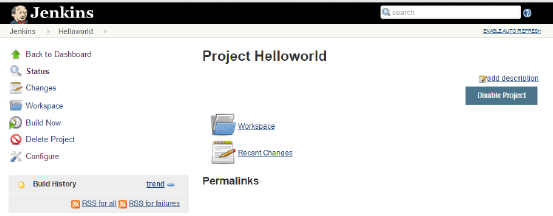 Jenkins
search
Jenkins Helloworld
ENABLE AUTO REFRESH
Back to Dashboard
Status
Changes
Workspace
Build Now
Delete Project
Configure
Build History trend
RSS for all RSS for failures
Project Helloworld
add description
Disable Project
Workspace
Recent Changes
Permalinks